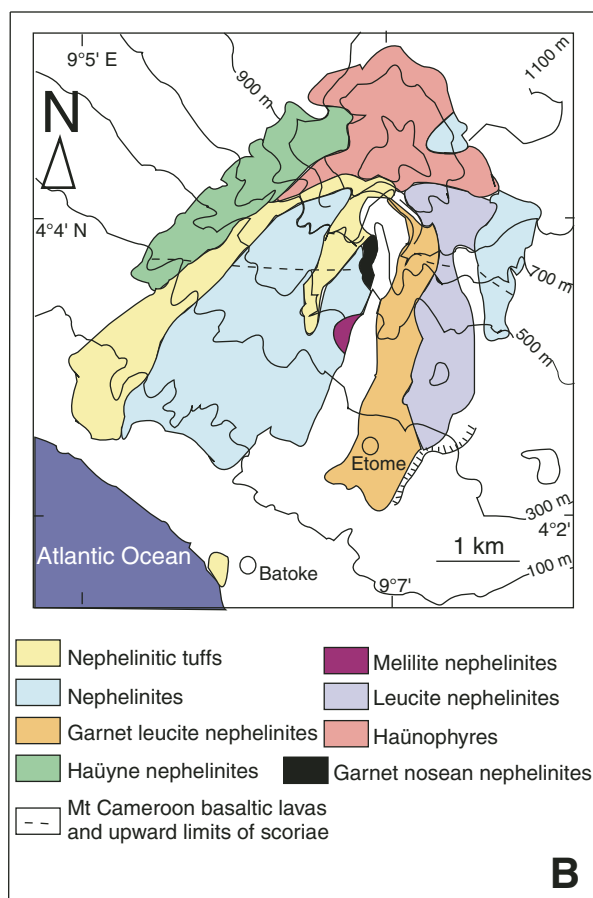 9°5' E
900 m
1100 m
N
4°4' N
700 m
500 m
Etome
300 m
4°2'
Atlantic Ocean
1 km
Batoke
9°7'
100 m
Nephelinitic tuffs
Melilite nephelinites
Nephelinites
Leucite nephelinites
Garnet leucite nephelinites
Haünophyres
Haüyne nephelinites
Garnet nosean nephelinites
Mt Cameroon basaltic lavas
and upward limits of scoriae
B